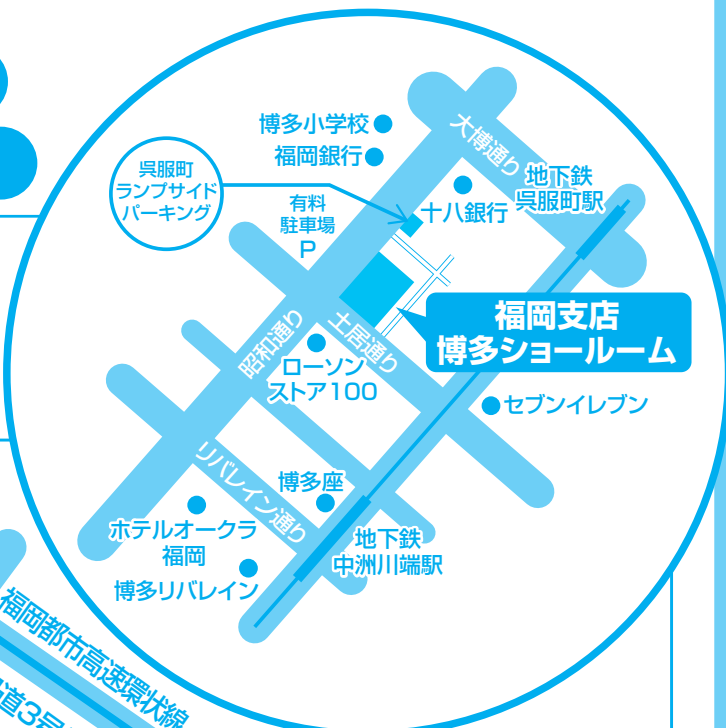 博多小学校
福岡銀行
大博通り
地下鉄
呉服町駅
呉服町
ランプサイド
パーキング
有料
駐車場
P
十八銀行
福岡支店
博多ショールーム
昭和通り
土居通り
ローソン
ストア100
セブンイレブン
リバレイン通り
博多座
ホテルオークラ
福岡
地下鉄
中洲川端駅
博多リバレイン
福岡都市高速環状線
道3号